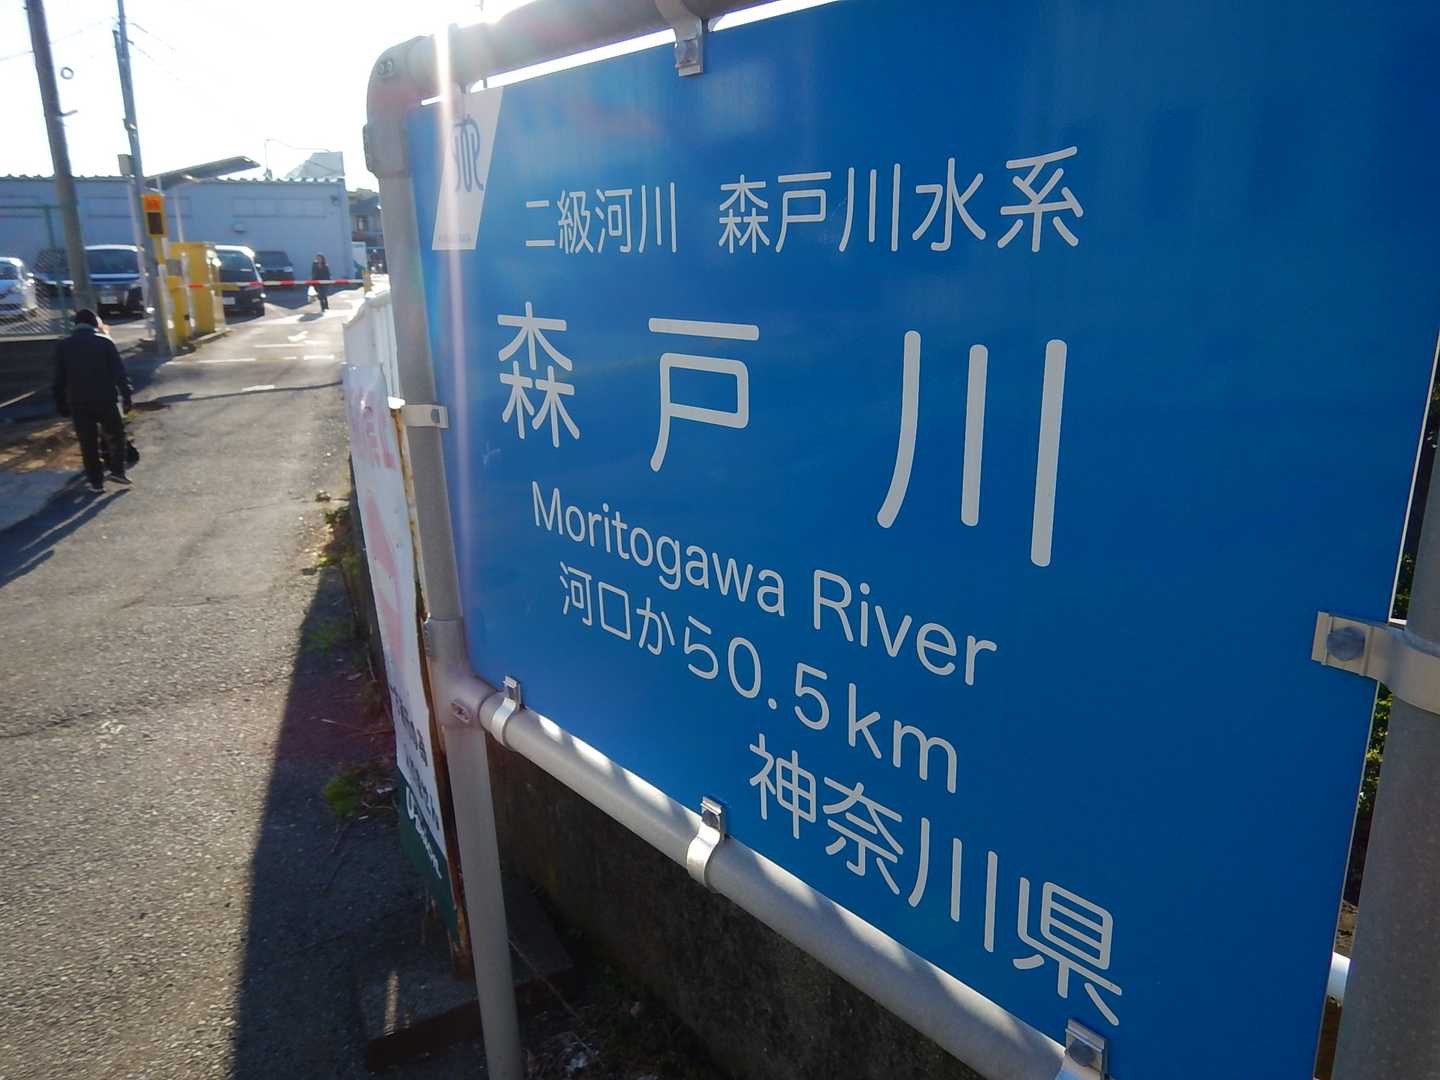 二級河川 森戸川水系
森戸川
Moritogawa River
河口から0.5km
神奈川県